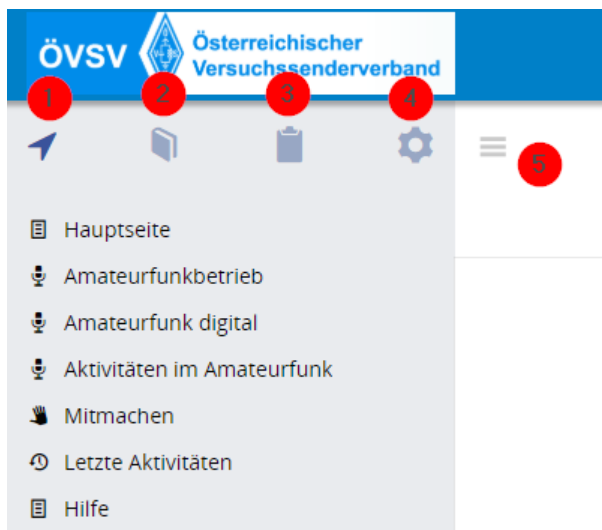 ÖVSV
Österreichischer
Versuchssenderverband
1
2
3
4
5
Hauptseite
Amateurfunkbetrieb
Amateurfunk digital
Aktivitäten im Amateurfunk
Mitmachen
Letzte Aktivitäten
Hilfe